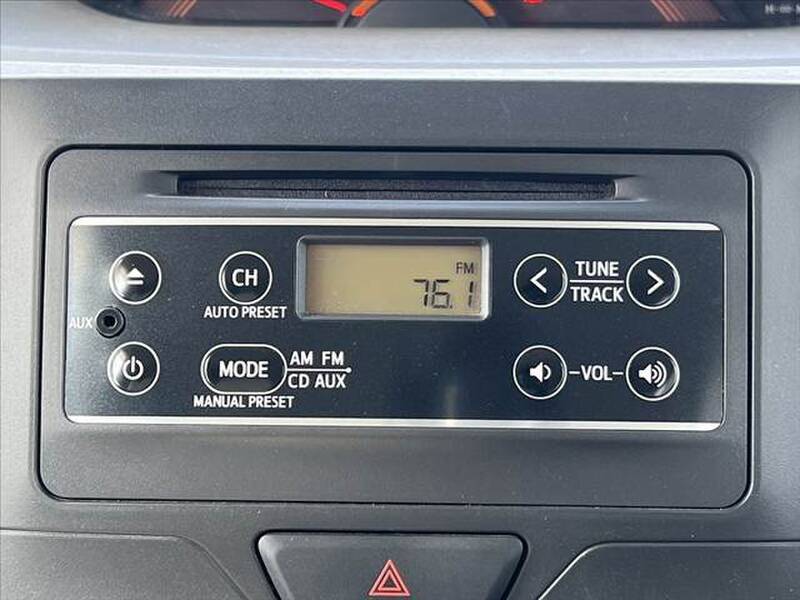 CH
AUTO PRESET
FM
76.1
TUNE
TRACK
AUX
MODE
AM FM
CD AUX
MANUAL PRESET
VOL